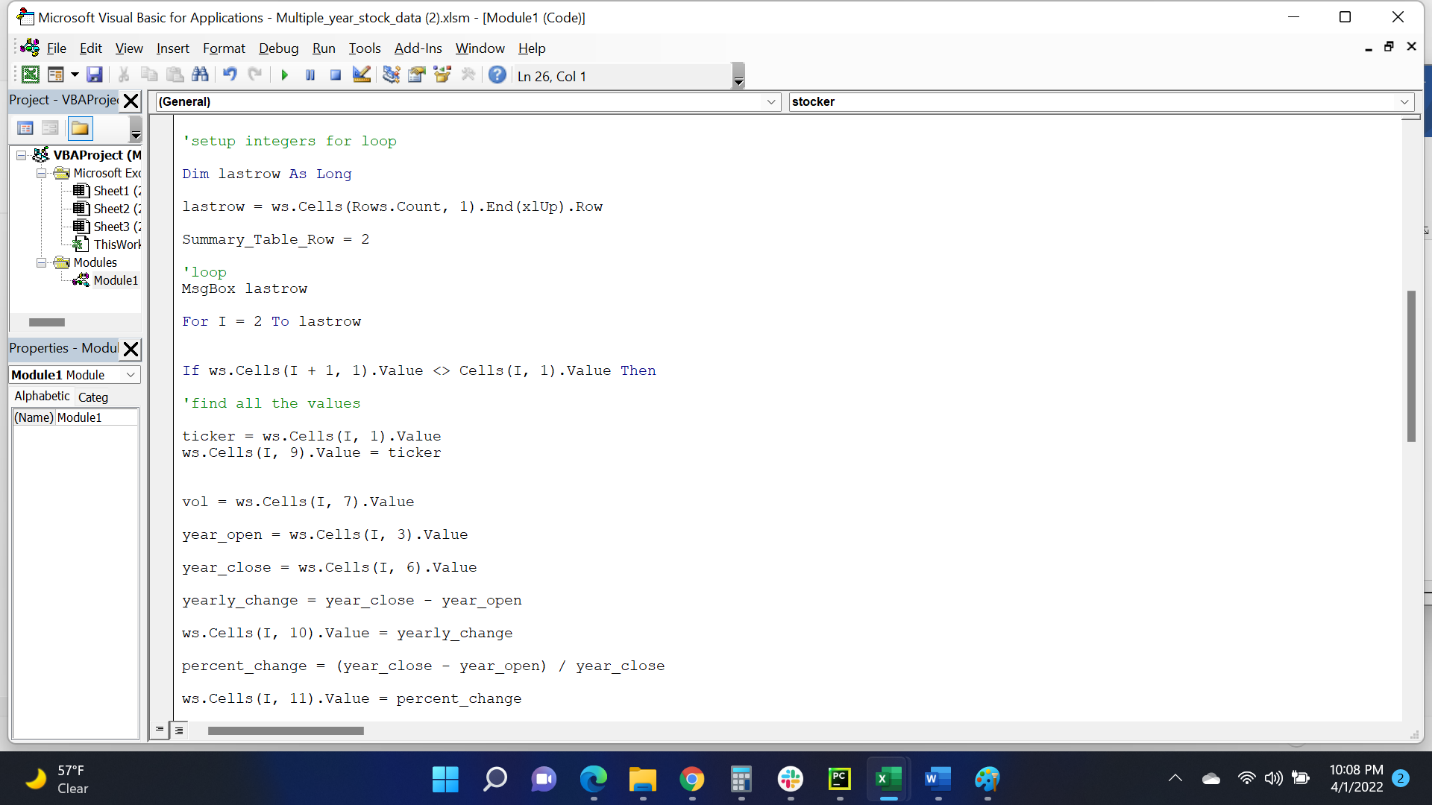 Microsoft Visual Basic for Applications - Multiple_year_stock_data (2).xlsm - [Module1 (Code)]
File Edit View Insert Format Debug Run Tools Add-Ins Window Help
Ln 26, Col 1
Project - VBAProje
(General)
stocker
VBAProject (M
Microsoft Exc
Sheet1 (2
Sheet2 (2
Sheet3 (2
ThisWork
Modules
Module1
Properties - Modu
Module1 Module
Alphabetic Categ
(Name) Module1
'setup integers for loop
Dim lastrow As Long
lastrow = ws.Cells(Rows.Count, 1).End(xlUp).Row
Summary_Table_Row = 2
'loop
MsgBox lastrow
For I = 2 To lastrow
If ws.Cells(I + 1, 1).Value <> Cells(I, 1).Value Then
'find all the values
ticker = ws.Cells(I, 1).Value
ws.Cells(I, 9).Value = ticker
vol = ws.Cells(I, 7).Value
year_open = ws.Cells(I, 3).Value
year_close = ws.Cells(I, 6).Value
yearly_change = year_close - year_open
ws.Cells(I, 10).Value = yearly_change
percent_change = (year_close - year_open) / year_close
ws.Cells(I, 11).Value = percent_change
57°F
Clear
PC
X
W
10:08 PM
4/1/2022
2